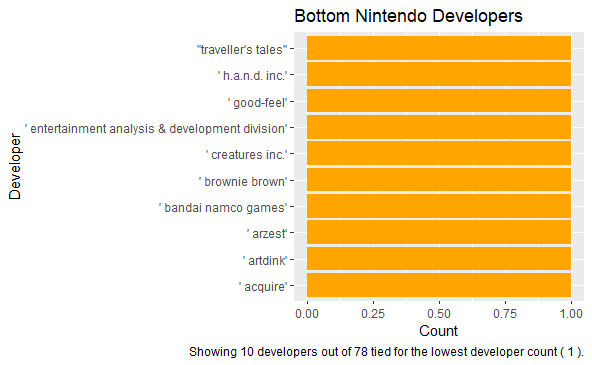 Bottom Nintendo Developers
"traveller's tales"
' h.a.n.d. inc.'
' good-feel'
' entertainment analysis & development division'
' creatures inc.'
' brownie brown'
' bandai namco games'
' arzest'
' artdink'
' acquire'
Developer
0.00 0.25 0.50 0.75 1.00
Count
Showing 10 developers out of 78 tied for the lowest developer count ( 1 ).